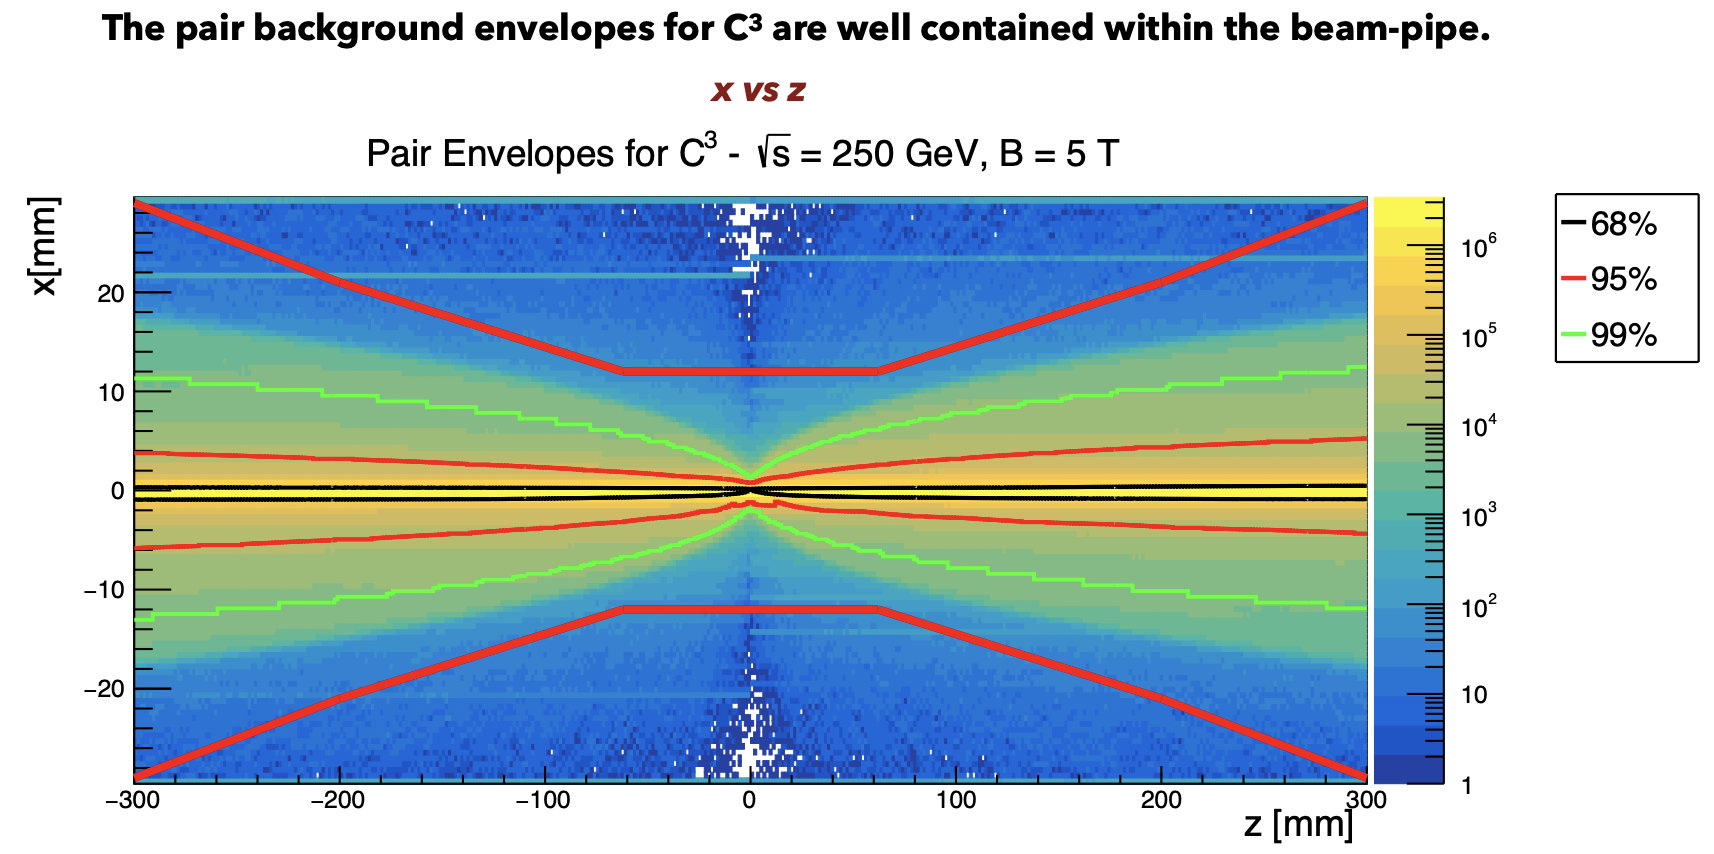 The pair background envelopes for C³ are well contained within the beam-pipe.
x vs z
Pair Envelopes for C³ - √s = 250 GeV, B = 5 T
x[mm]
20
10
0
−10
−20
−300 −200 −100 0 100 200 300
z [mm]
10⁶
10⁵
10⁴
10³
10²
10
1
68%
95%
99%